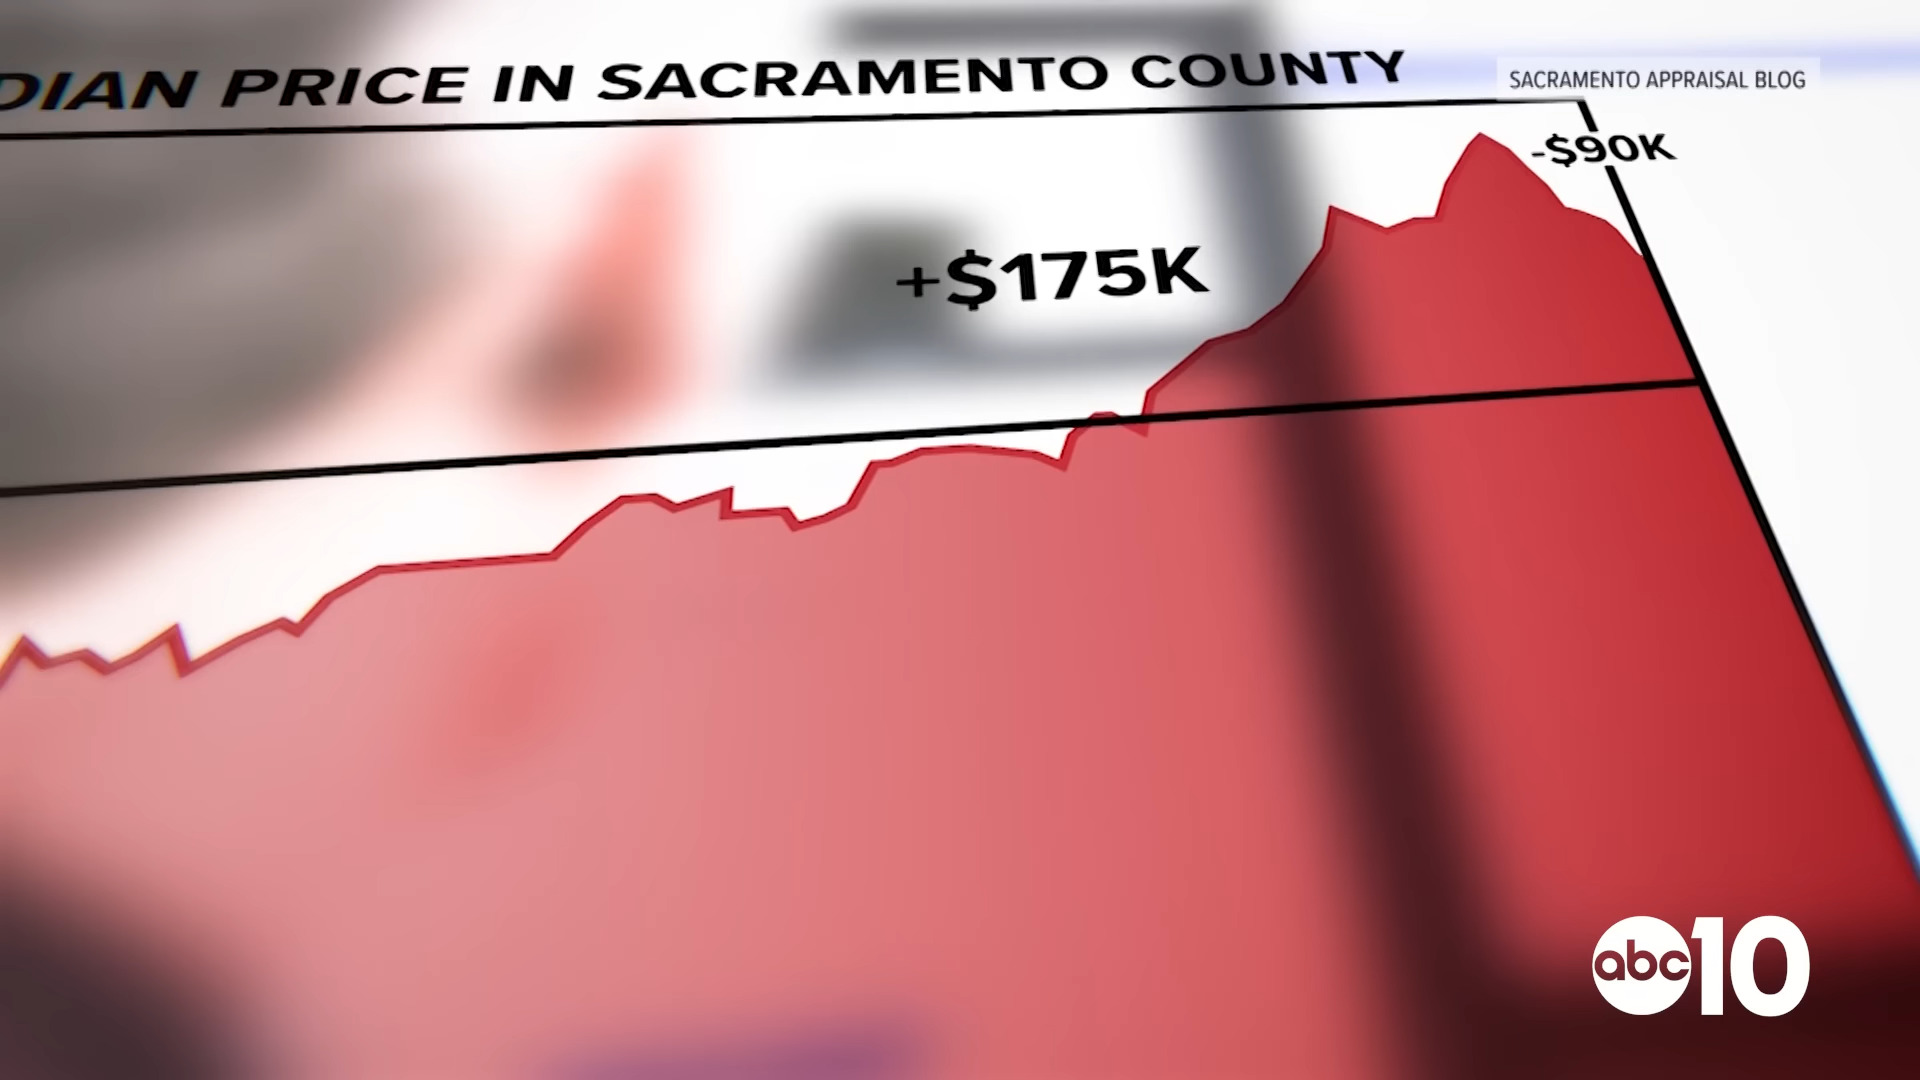 DIAN PRICE IN SACRAMENTO COUNTY
SACRAMENTO APPRAISAL BLOG
-$90K
+$175K
abc10